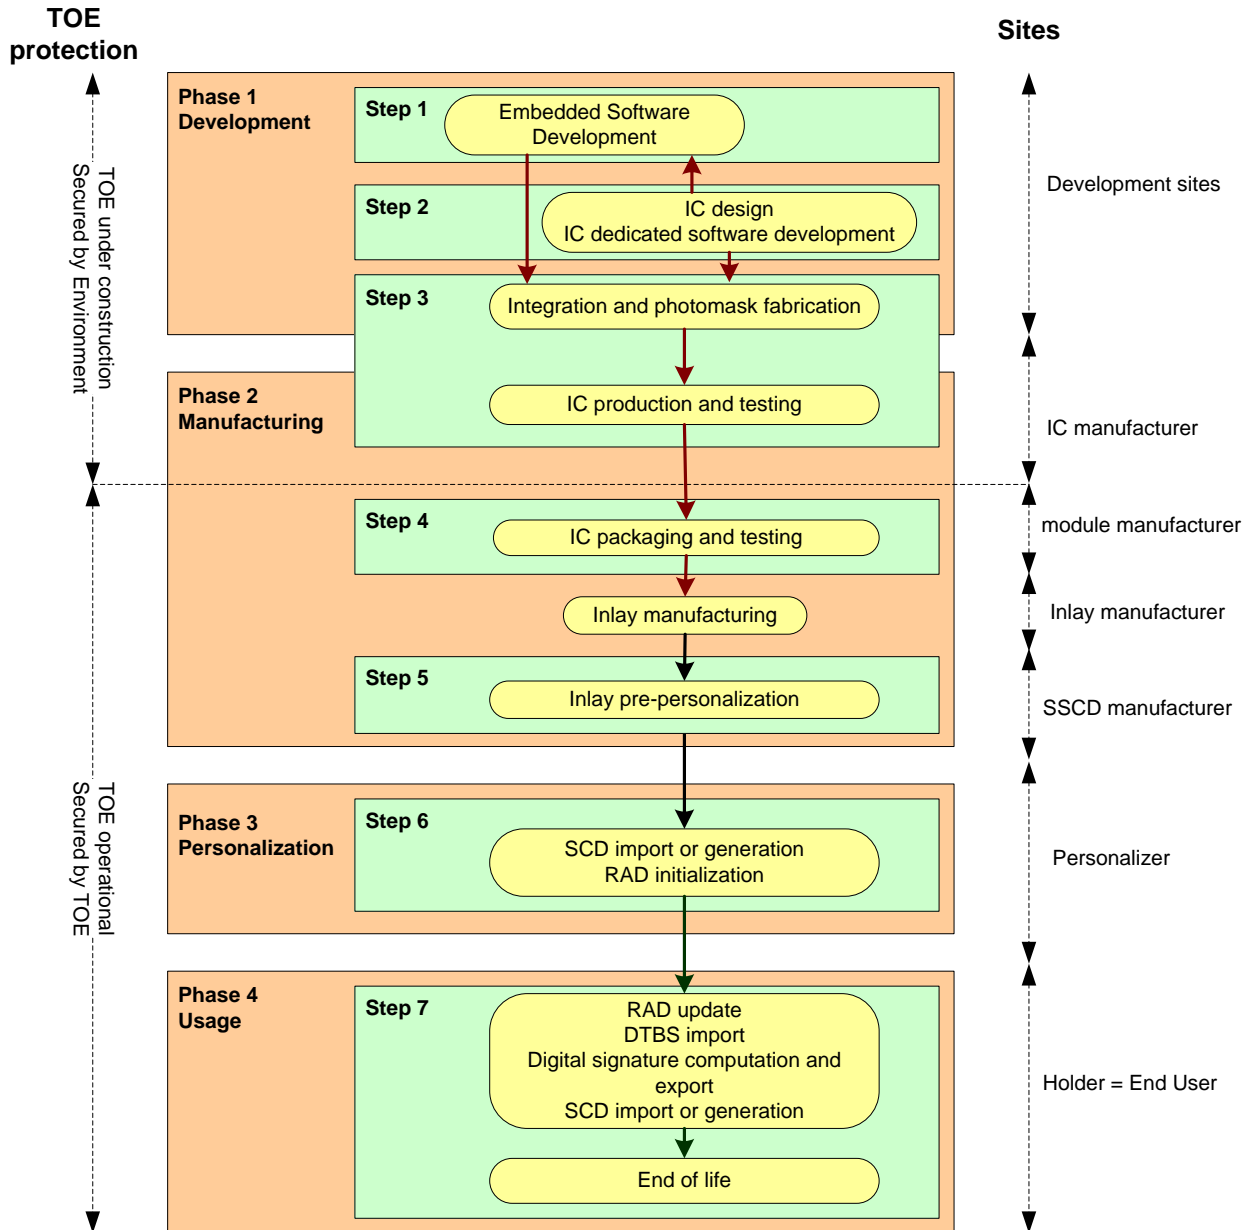 TOE
protection
Sites
Phase 1
Development
Step 1
Embedded Software
Development
Step 2
IC design
IC dedicated software development
Step 3
Integration and photomask fabrication
Development sites
TOE under construction
Secured by Environment
Phase 2
Manufacturing
IC production and testing
IC manufacturer
Step 4
IC packaging and testing
module manufacturer
Inlay manufacturing
Inlay manufacturer
Step 5
Inlay pre-personalization
SSCD manufacturer
TOE operational
Secured by TOE
Phase 3
Personalization
Step 6
SCD import or generation
RAD initialization
Personalizer
Phase 4
Usage
Step 7
RAD update
DTBS import
Digital signature computation and
export
SCD import or generation
Holder = End User
End of life